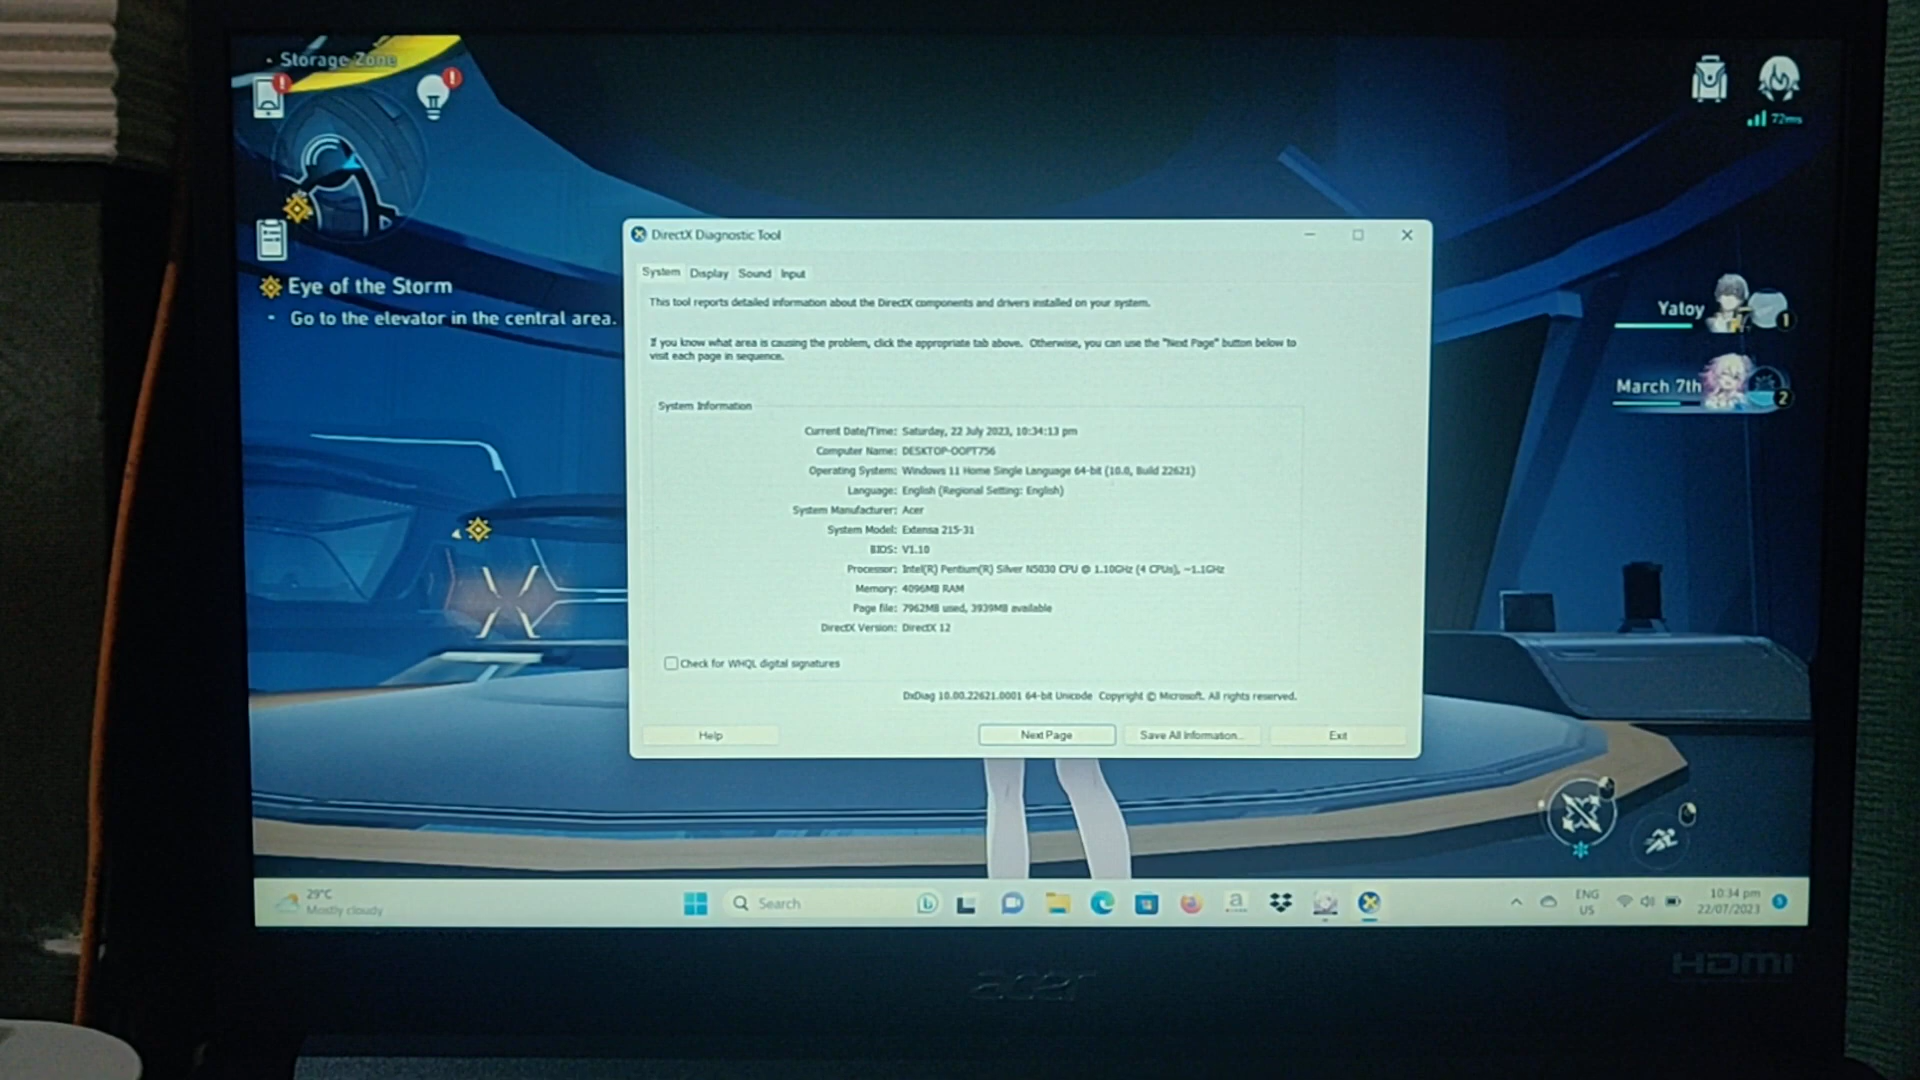 Storage Zone
72ms
Eye of the Storm
Go to the elevator in the central area.
Yatoy
1
March 7th
2
DirectX Diagnostic Tool
System Display Sound Input
This tool reports detailed information about the DirectX components and drivers installed on your system.
If you know what area is causing the problem, click the appropriate tab above. Otherwise, you can use the "Next Page" button below to
visit each page in sequence.
System Information
Current Date/Time: Saturday, 22 July 2023, 10:34:13 pm
Computer Name: DESKTOP-OOPT756
Operating System: Windows 11 Home Single Language 64-bit (10.0, Build 22621)
Language: English (Regional Setting: English)
System Manufacturer: Acer
System Model: Extensa 215-31
BIOS: V1.10
Processor: Intel(R) Pentium(R) Silver N5030 CPU @ 1.10GHz (4 CPUs), ~1.1GHz
Memory: 4096MB RAM
Page file: 7962MB used, 3939MB available
DirectX Version: DirectX 12
Check for WHQL digital signatures
DxDiag 10.00.22621.0001 64-bit Unicode Copyright © Microsoft. All rights reserved.
Help Next Page Save All Information... Exit
29°C
Mostly cloudy
Search
ENG
US
10:34 pm
22/07/2023
acer
HDMI